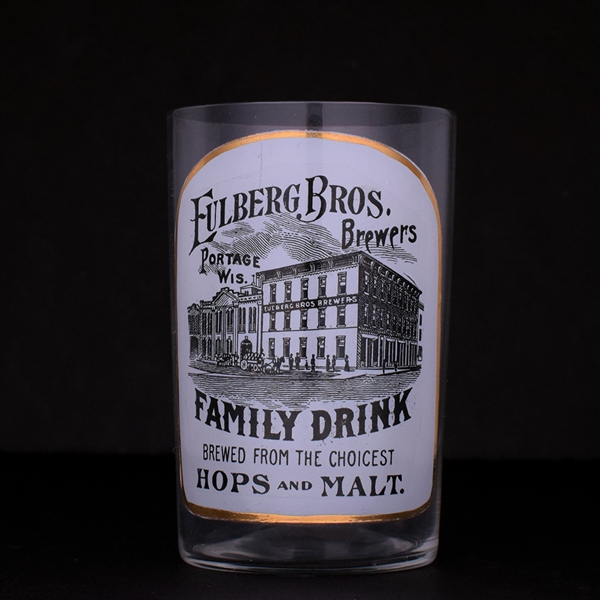 EULBERG BROS.
Brewers
PORTAGE
WIS.
EULBERG BROS BREWERS
FAMILY DRINK
BREWED FROM THE CHOICEST
HOPS AND MALT.